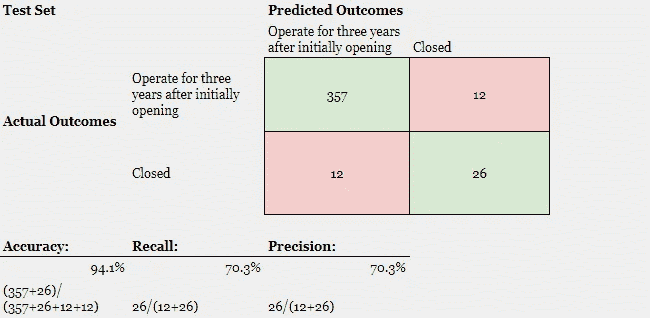 Test Set
Predicted Outcomes
Operate for three years
after initially opening
Closed
Operate for three
years after initially
opening
357
12
Actual Outcomes
Closed
12
26
Accuracy:
Recall:
Precision:
94.1%
70.3%
70.3%
(357+26)/
(357+26+12+12)
26/(12+26)
26/(12+26)